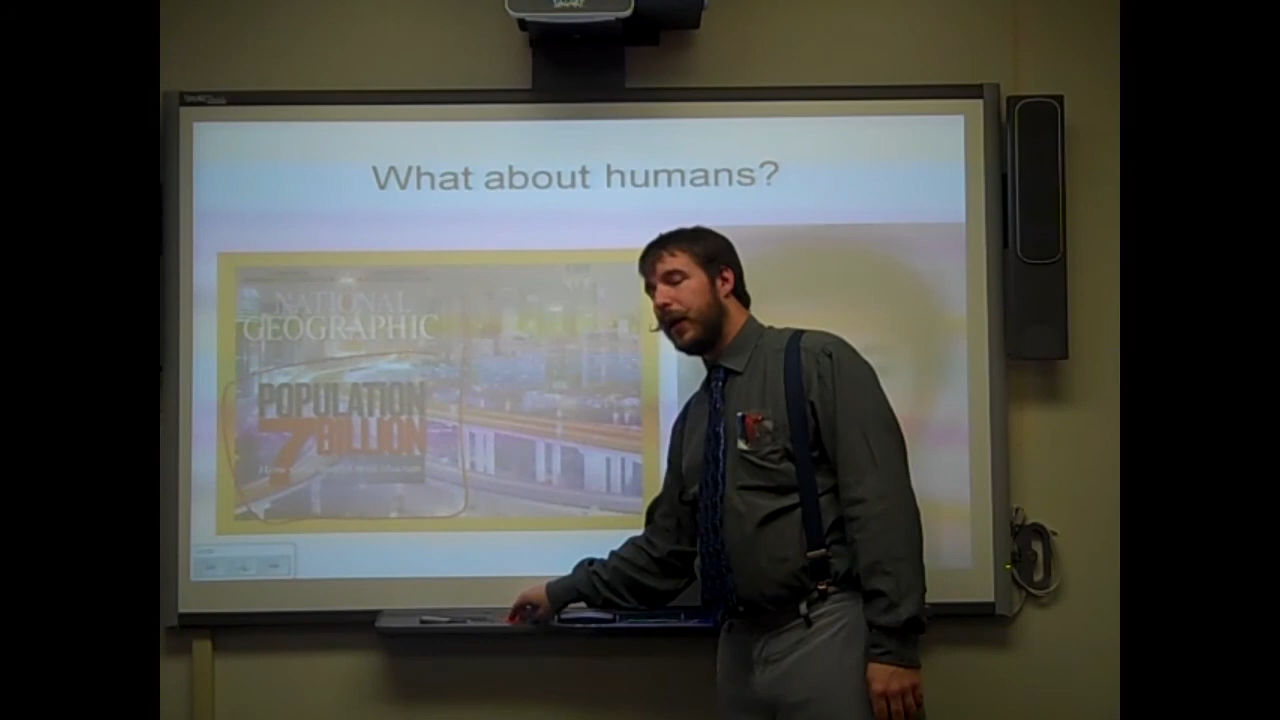 What about humans?
NATIONAL
GEOGRAPHIC
POPULATION
7 BILLION